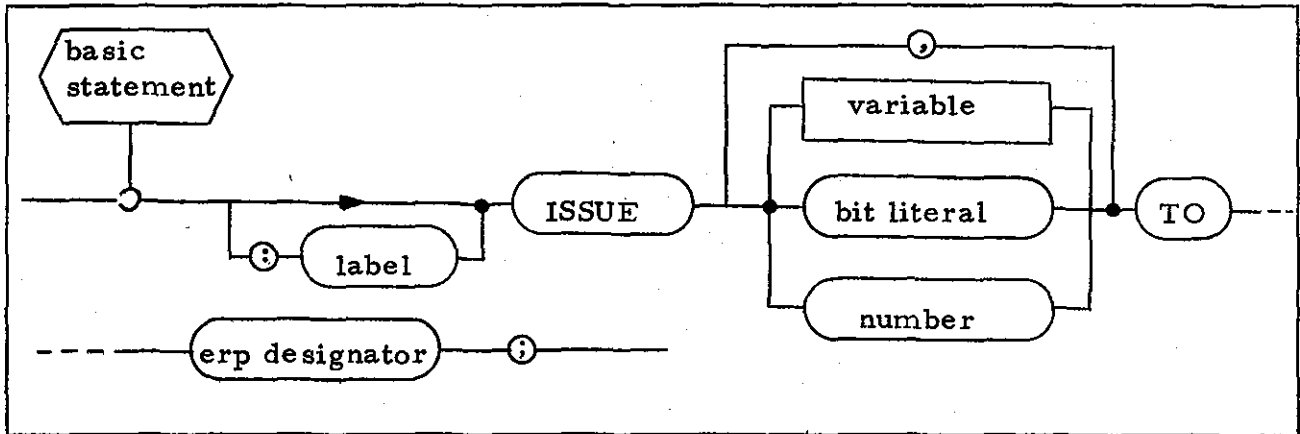 basic
statement
,
variable
ISSUE
bit literal
TO
:
label
number
erp designator
;